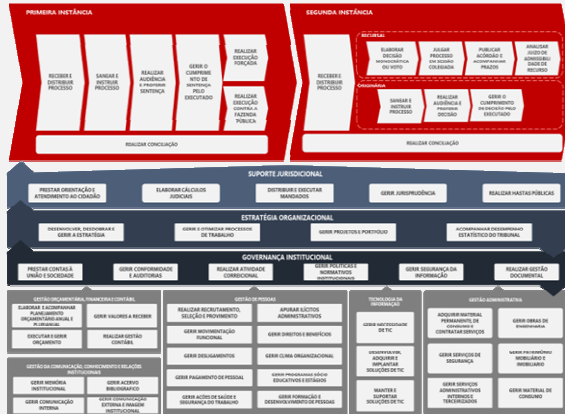 PRIMEIRA INSTÂNCIA
RECEBER E
DISTRIBUIR
PROCESSO
SANEAR E
INSTRUIR
PROCESSO
REALIZAR
AUDIÊNCIA
E PROFERIR
SENTENÇA
GERIR O
CUMPRIME
NTO DE
SENTENÇA
PELO
EXECUTADO
REALIZAR
EXECUÇÃO
FORÇADA
REALIZAR
EXECUÇÃO
CONTRA A
FAZENDA
PÚBLICA
REALIZAR CONCILIAÇÃO
SEGUNDA INSTÂNCIA
RECEBER E
DISTRIBUIR
PROCESSO
RECURSAL
ELABORAR
DECISÃO
MONOCRÁTICA
OU VOTO
JULGAR
PROCESSO
EM SESSÃO
COLEGIADA
PUBLICAR
ACÓRDÃO E
ACOMPANHAR
PRAZOS
ANALISAR
JUIZO DE
ADMISSIBILI
DADE DE
RECURSO
ORIGINÁRIA
SANEAR E
INSTRUIR
PROCESSO
REALIZAR
AUDIÊNCIA E
PROFERIR
DECISÃO
GERIR O
CUMPRIMENTO
DE DECISÃO PELO
EXECUTADO
REALIZAR CONCILIAÇÃO
SUPORTE JURISDICIONAL
PRESTAR ORIENTAÇÃO E
ATENDIMENTO AO CIDADÃO
ELABORAR CÁLCULOS
JUDICIAIS
DISTRIBUIR E EXECUTAR
MANDADOS
GERIR JURISPRUDÊNCIA
REALIZAR HASTAS PÚBLICAS
ESTRATÉGIA ORGANIZACIONAL
DESENVOLVER, DESDOBRAR E
GERIR A ESTRATÉGIA
GERIR E OTIMIZAR PROCESSOS
DE TRABALHO
GERIR PROJETOS E PORTFÓLIO
ACOMPANHAR DESEMPENHO
ESTATÍSTICO DO TRIBUNAL
GOVERNANÇA INSTITUCIONAL
PRESTAR CONTAS À
UNIÃO E SOCIEDADE
GERIR CONFORMIDADE
E AUDITORIAS
REALIZAR ATIVIDADE
CORREICIONAL
GERIR POLÍTICAS E
NORMATIVOS
INSTITUCIONAIS
GERIR SEGURANÇA DA
INFORMAÇÃO
REALIZAR GESTÃO
DOCUMENTAL
GESTÃO ORÇAMENTÁRIA, FINANCEIRA E CONTÁBIL
ELABORAR E ACOMPANHAR
PLANEJAMENTO
ORÇAMENTÁRIO ANUAL E
PLURIANUAL
GERIR VALORES A RECEBER
EXECUTAR E GERIR
ORÇAMENTO
REALIZAR GESTÃO
CONTÁBIL
GESTÃO DA COMUNICAÇÃO, CONHECIMENTO E RELAÇÕES
INSTITUCIONAIS
GERIR MEMÓRIA
INSTITUCIONAL
GERIR ACERVO
BIBLIOGRÁFICO
GERIR COMUNICAÇÃO
INTERNA
GERIR COMUNICAÇÃO
EXTERNA E IMAGEM
INSTITUCIONAL
GESTÃO DE PESSOAS
REALIZAR RECRUTAMENTO,
SELEÇÃO E PROVIMENTO
APURAR ILÍCITOS
ADMINISTRATIVOS
GERIR MOVIMENTAÇÃO
FUNCIONAL
GERIR DIREITOS E BENEFÍCIOS
GERIR DESLIGAMENTOS
GERIR CLIMA ORGANIZACIONAL
GERIR PAGAMENTO DE PESSOAL
GERIR PROGRAMAS SÓCIO
EDUCATIVOS E ESTÁGIOS
GERIR AÇÕES DE SAÚDE E
SEGURANÇA DO TRABALHO
GERIR FORMAÇÃO E
DESENVOLVIMENTO DE PESSOAS
TECNOLOGIA DA
INFORMAÇÃO
GERIR NECESSIDADE
DE TIC
DESENVOLVER,
ADQUIRIR E
IMPLANTAR
SOLUÇÕES DE TIC
MANTER E
SUPORTAR
SOLUÇÕES DE TIC
GESTÃO ADMINISTRATIVA
ADQUIRIR MATERIAL
PERMANENTE, DE
CONSUMO E
CONTRATAR SERVIÇOS
GERIR OBRAS DE
ENGENHARIA
GERIR SERVIÇOS DE
SEGURANÇA
GERIR PATRIMÔNIO
MOBILIÁRIO E
IMOBILIÁRIO
GERIR SERVIÇOS
ADMINISTRATIVOS
INTERNOS E
TERCEIRIZADOS
GERIR MATERIAL DE
CONSUMO